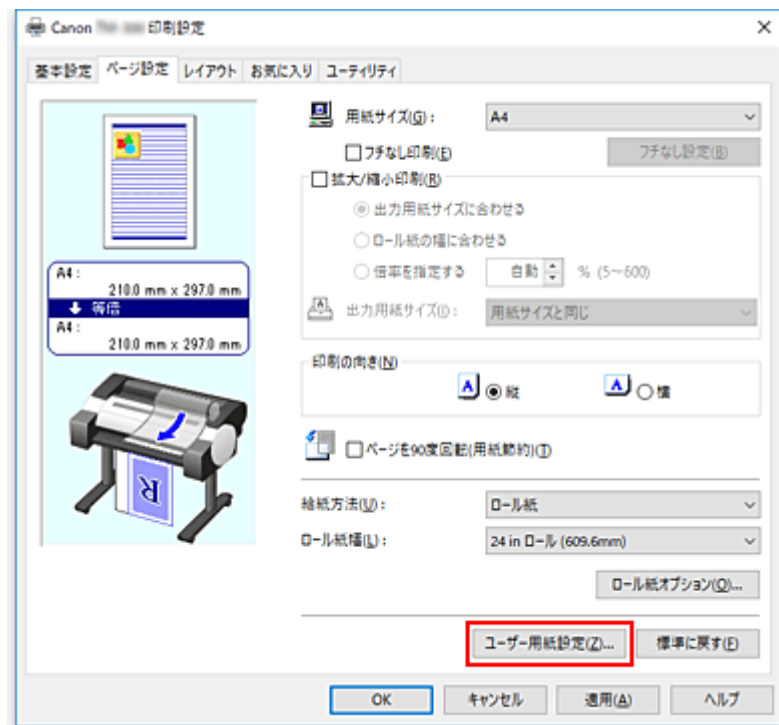 Canon 印刷設定
基本設定 ページ設定 レイアウト お気に入り ユーティリティ
用紙サイズ(G): A4
フチなし印刷(E) フチなし設定(B)
拡大/縮小印刷(R)
出力用紙サイズに合わせる
ロール紙の幅に合わせる
倍率を指定する 自動 % (5~600)
出力用紙サイズ(I): 用紙サイズと同じ
A4:
210.0 mm x 297.0 mm
等倍
A4:
210.0 mm x 297.0 mm
印刷の向き(N)
A 縦 A 横
ページを90度回転(用紙節約)(T)
給紙方法(U): ロール紙
ロール紙幅(L): 24 in ロール (609.6mm)
ロール紙オプション(O)...
ユーザー用紙設定(Z)... 標準に戻す(F)
OK キャンセル 適用(A) ヘルプ
R